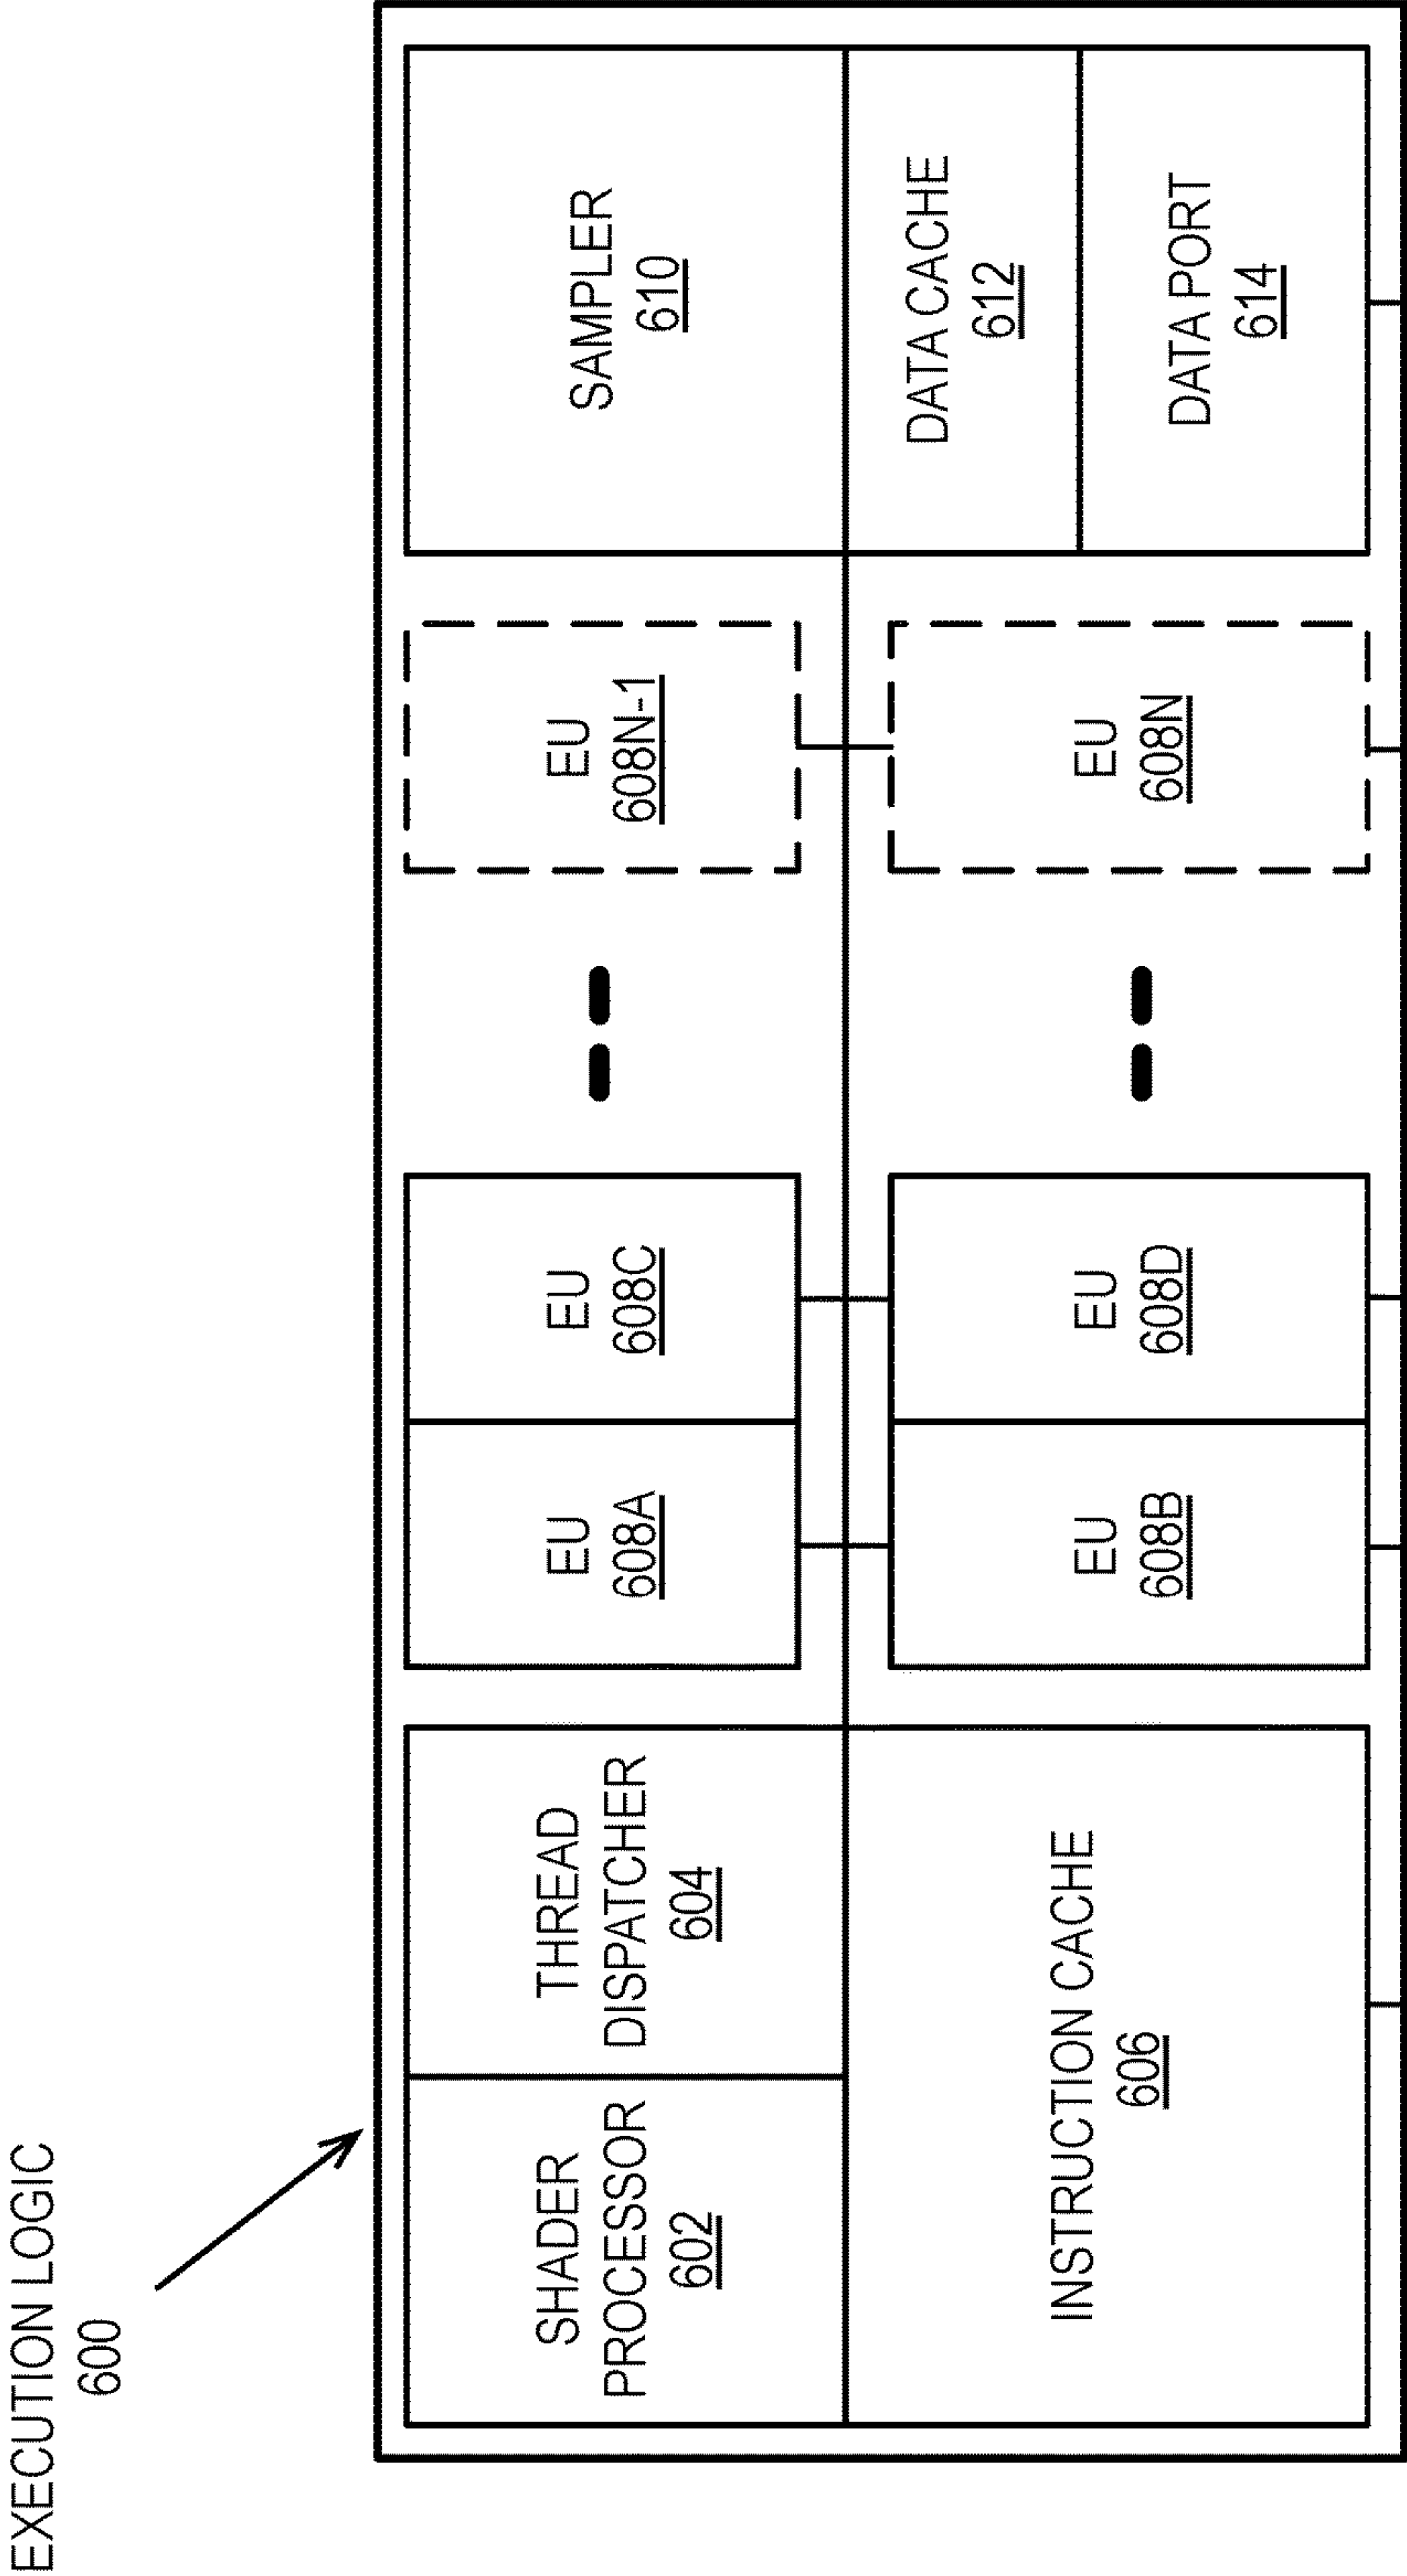 EXECUTION LOGIC
600
SHADER
PROCESSOR
602
THREAD
DISPATCHER
604
INSTRUCTION CACHE
606
EU
608A
EU
608C
EU
608N-1
EU
608B
EU
608D
EU
608N
SAMPLER
610
DATA CACHE
612
DATA PORT
614